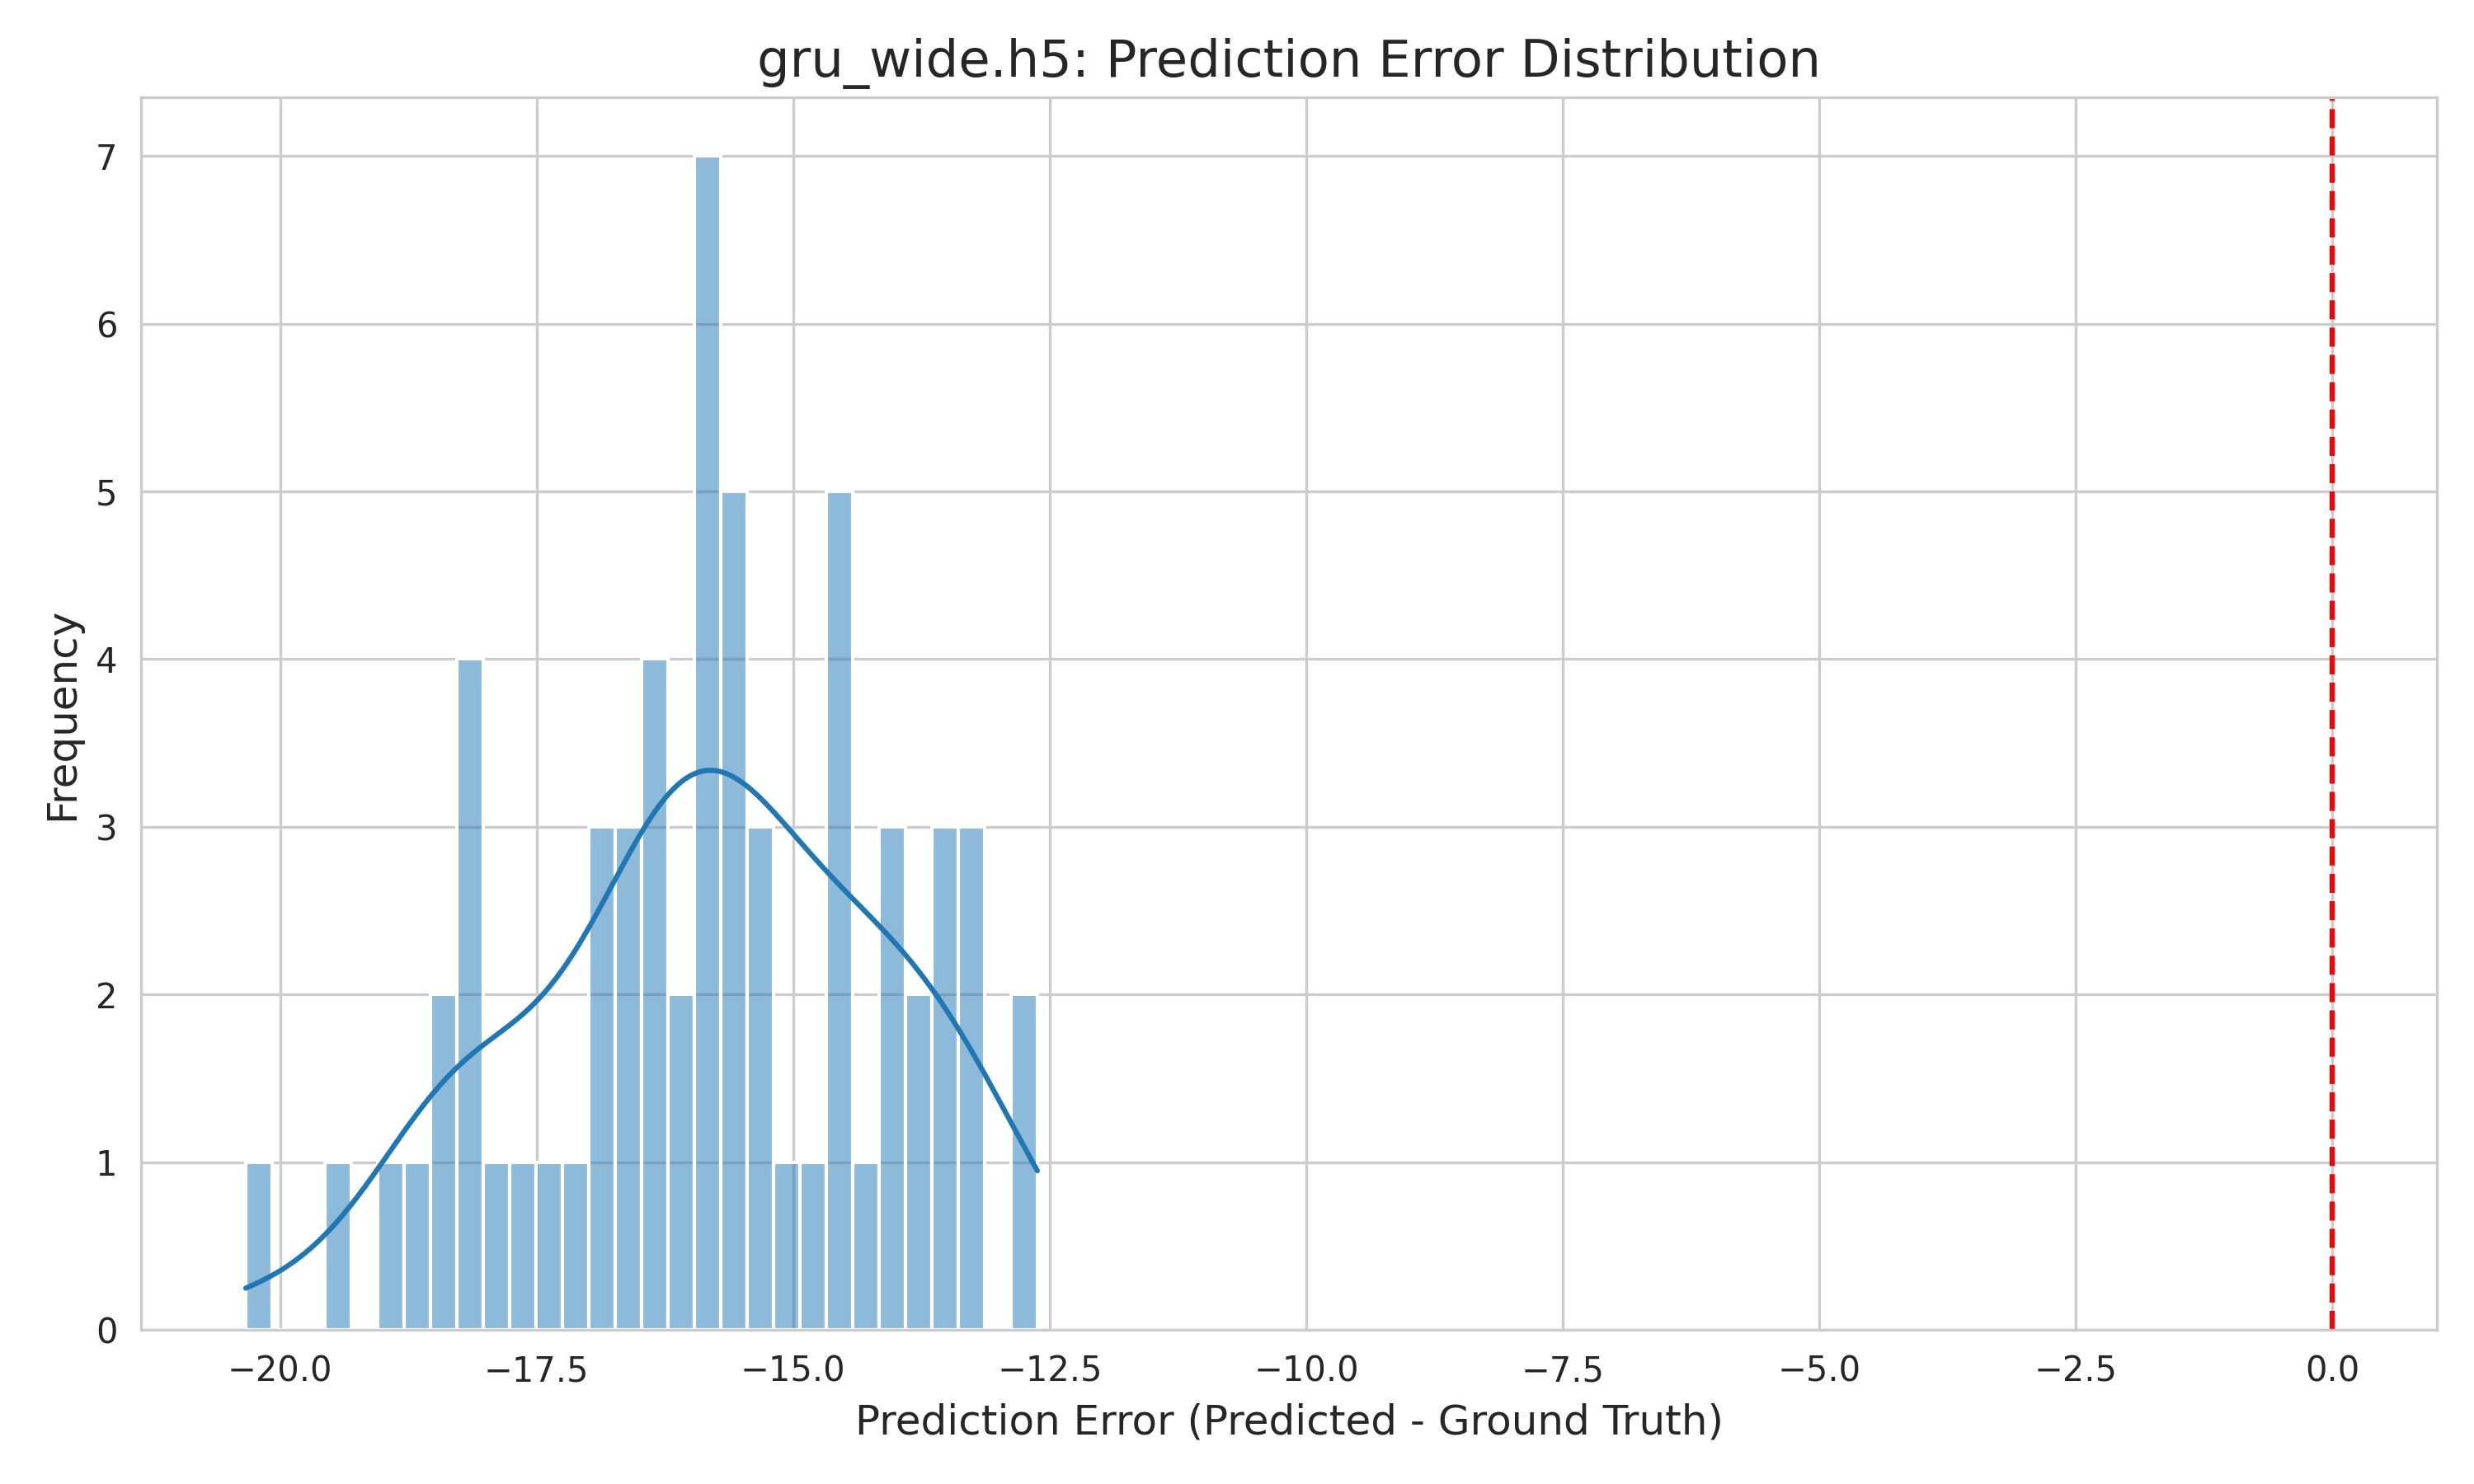 gru_wide.h5: Prediction Error Distribution
7
6
5
4
3
2
1
0
Frequency
−20.0 −17.5 −15.0 −12.5 −10.0 −7.5 −5.0 −2.5 0.0
Prediction Error (Predicted - Ground Truth)